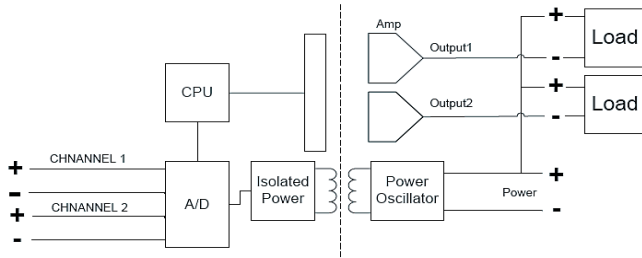 Amp
+
Load
Output1
-
CPU
+
Load
Output2
-
+ CHNANNEL 1
-
+ CHNANNEL 2
-
A/D
Isolated
Power
Power
Oscillator
+
Power
-